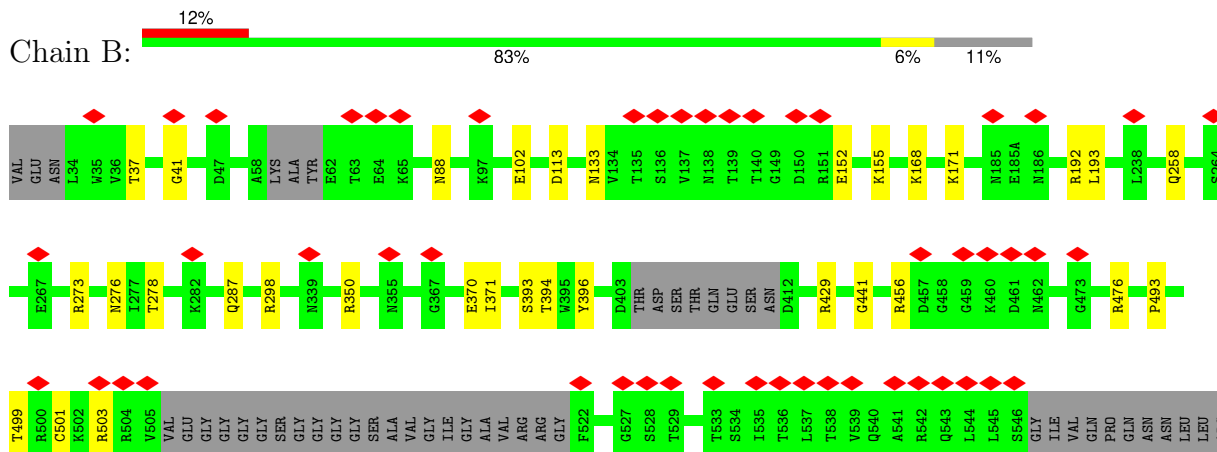 12%
Chain B:
83% 6% 11%
VAL GLU ASN L34 W35 V36 T37 G41 D47 A58 LYS ALA TYR E62 T63 E64 K65 N88 K97 E102 D113 N133 V134 T135 S136 V137 N138 T139 T140 G149 D150 R151 E152 K155 K168 K171 N185 E185A N186 R192 L193 L238 Q258 S264
E267 R273 N276 I277 T278 K282 Q287 R298 N339 R350 N355 G367 E370 I371 S393 T394 W395 Y396 D403 THR ASP SER THR GLN GLU SER ASN D412 R429 G441 R456 D457 G458 G459 K460 D461 N462 G473 R476 P493
T499 R500 C501 K502 R503 R504 V505 VAL GLU GLY GLY GLY GLY SER GLY GLY GLY GLY SER ALA VAL GLY ILE GLY ALA VAL ARG ARG GLY F522 G527 S528 T529 T533 S534 I535 T536 L537 T538 V539 Q540 A541 R542 Q543 L544 L545 S546 GLY ILE VAL GLN PRO GLN ASN ASN LEU LEU